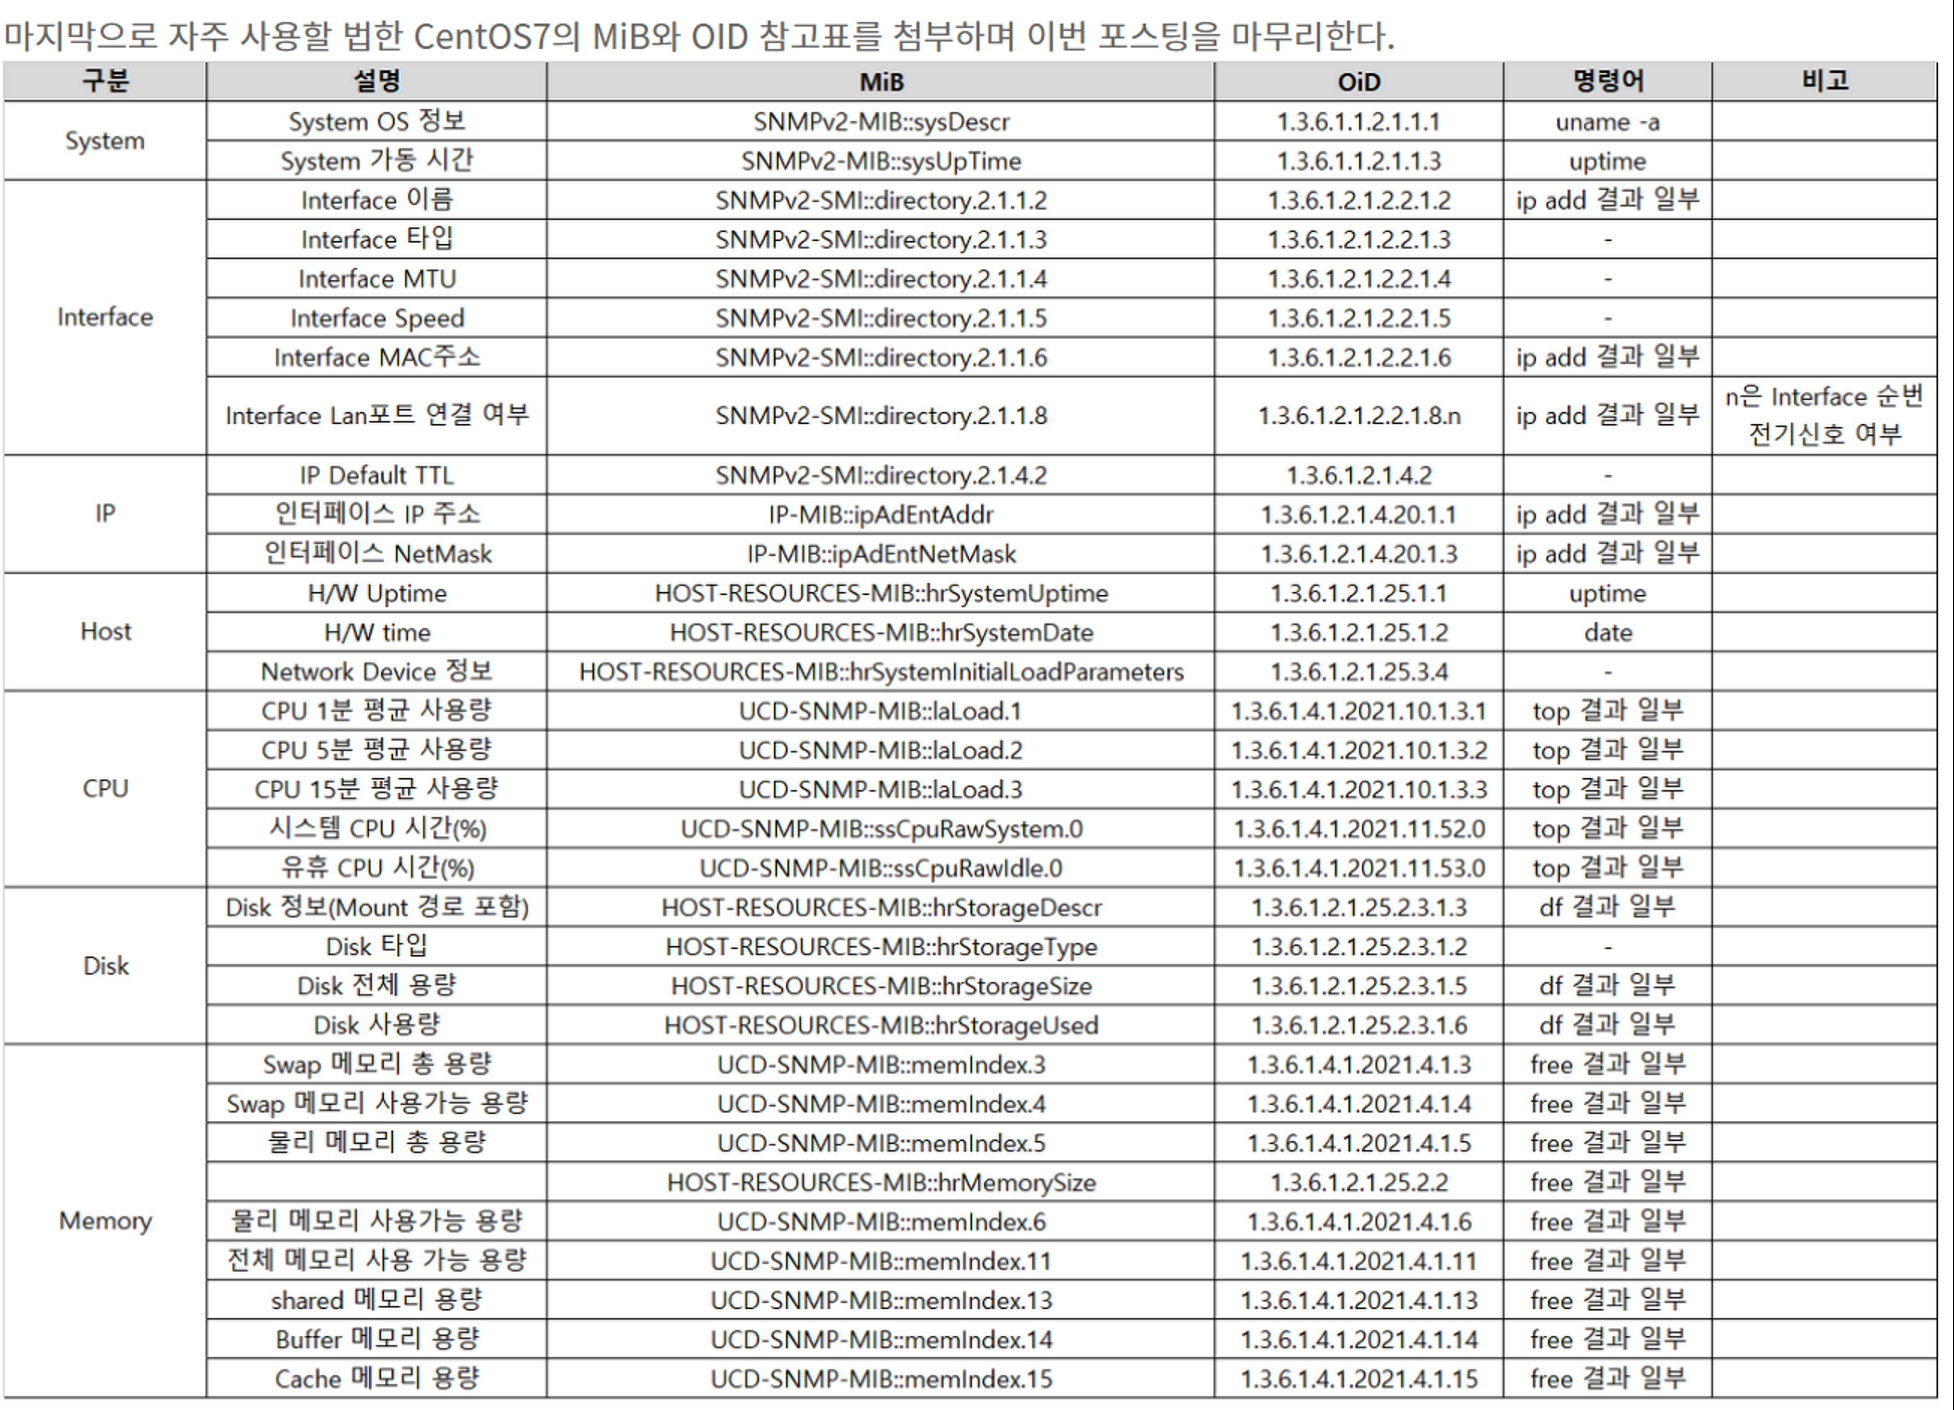 마지막으로 자주 사용할 법한 CentOS7의 MiB와 OID 참고표를 첨부하며 이번 포스팅을 마무리한다.
구분 설명 MiB OiD 명령어 비고
System
System OS 정보 SNMPv2-MIB::sysDescr 1.3.6.1.1.2.1.1.1 uname -a
System 가동 시간 SNMPv2-MIB::sysUpTime 1.3.6.1.1.2.1.1.3 uptime
Interface
Interface 이름 SNMPv2-SMI::directory.2.1.1.2 1.3.6.1.2.1.2.2.1.2 ip add 결과 일부
Interface 타입 SNMPv2-SMI::directory.2.1.1.3 1.3.6.1.2.1.2.2.1.3 -
Interface MTU SNMPv2-SMI::directory.2.1.1.4 1.3.6.1.2.1.2.2.1.4 -
Interface Speed SNMPv2-SMI::directory.2.1.1.5 1.3.6.1.2.1.2.2.1.5 -
Interface MAC주소 SNMPv2-SMI::directory.2.1.1.6 1.3.6.1.2.1.2.2.1.6 ip add 결과 일부
Interface Lan포트 연결 여부 SNMPv2-SMI::directory.2.1.1.8 1.3.6.1.2.1.2.2.1.8.n ip add 결과 일부 n은 Interface 순번
전기신호 여부
IP
IP Default TTL SNMPv2-SMI::directory.2.1.4.2 1.3.6.1.2.1.4.2 -
인터페이스 IP 주소 IP-MIB::ipAdEntAddr 1.3.6.1.2.1.4.20.1.1 ip add 결과 일부
인터페이스 NetMask IP-MIB::ipAdEntNetMask 1.3.6.1.2.1.4.20.1.3 ip add 결과 일부
Host
H/W Uptime HOST-RESOURCES-MIB::hrSystemUptime 1.3.6.1.2.1.25.1.1 uptime
H/W time HOST-RESOURCES-MIB::hrSystemDate 1.3.6.1.2.1.25.1.2 date
Network Device 정보 HOST-RESOURCES-MIB::hrSystemInitialLoadParameters 1.3.6.1.2.1.25.3.4 -
CPU
CPU 1분 평균 사용량 UCD-SNMP-MIB::laLoad.1 1.3.6.1.4.1.2021.10.1.3.1 top 결과 일부
CPU 5분 평균 사용량 UCD-SNMP-MIB::laLoad.2 1.3.6.1.4.1.2021.10.1.3.2 top 결과 일부
CPU 15분 평균 사용량 UCD-SNMP-MIB::laLoad.3 1.3.6.1.4.1.2021.10.1.3.3 top 결과 일부
시스템 CPU 시간(%) UCD-SNMP-MIB::ssCpuRawSystem.0 1.3.6.1.4.1.2021.11.52.0 top 결과 일부
유휴 CPU 시간(%) UCD-SNMP-MIB::ssCpuRawIdle.0 1.3.6.1.4.1.2021.11.53.0 top 결과 일부
Disk
Disk 정보(Mount 경로 포함) HOST-RESOURCES-MIB::hrStorageDescr 1.3.6.1.2.1.25.2.3.1.3 df 결과 일부
Disk 타입 HOST-RESOURCES-MIB::hrStorageType 1.3.6.1.2.1.25.2.3.1.2 -
Disk 전체 용량 HOST-RESOURCES-MIB::hrStorageSize 1.3.6.1.2.1.25.2.3.1.5 df 결과 일부
Disk 사용량 HOST-RESOURCES-MIB::hrStorageUsed 1.3.6.1.2.1.25.2.3.1.6 df 결과 일부
Memory
Swap 메모리 총 용량 UCD-SNMP-MIB::memIndex.3 1.3.6.1.4.1.2021.4.1.3 free 결과 일부
Swap 메모리 사용가능 용량 UCD-SNMP-MIB::memIndex.4 1.3.6.1.4.1.2021.4.1.4 free 결과 일부
물리 메모리 총 용량 UCD-SNMP-MIB::memIndex.5 1.3.6.1.4.1.2021.4.1.5 free 결과 일부
HOST-RESOURCES-MIB::hrMemorySize 1.3.6.1.2.1.25.2.2 free 결과 일부
물리 메모리 사용가능 용량 UCD-SNMP-MIB::memIndex.6 1.3.6.1.4.1.2021.4.1.6 free 결과 일부
전체 메모리 사용 가능 용량 UCD-SNMP-MIB::memIndex.11 1.3.6.1.4.1.2021.4.1.11 free 결과 일부
shared 메모리 용량 UCD-SNMP-MIB::memIndex.13 1.3.6.1.4.1.2021.4.1.13 free 결과 일부
Buffer 메모리 용량 UCD-SNMP-MIB::memIndex.14 1.3.6.1.4.1.2021.4.1.14 free 결과 일부
Cache 메모리 용량 UCD-SNMP-MIB::memIndex.15 1.3.6.1.4.1.2021.4.1.15 free 결과 일부